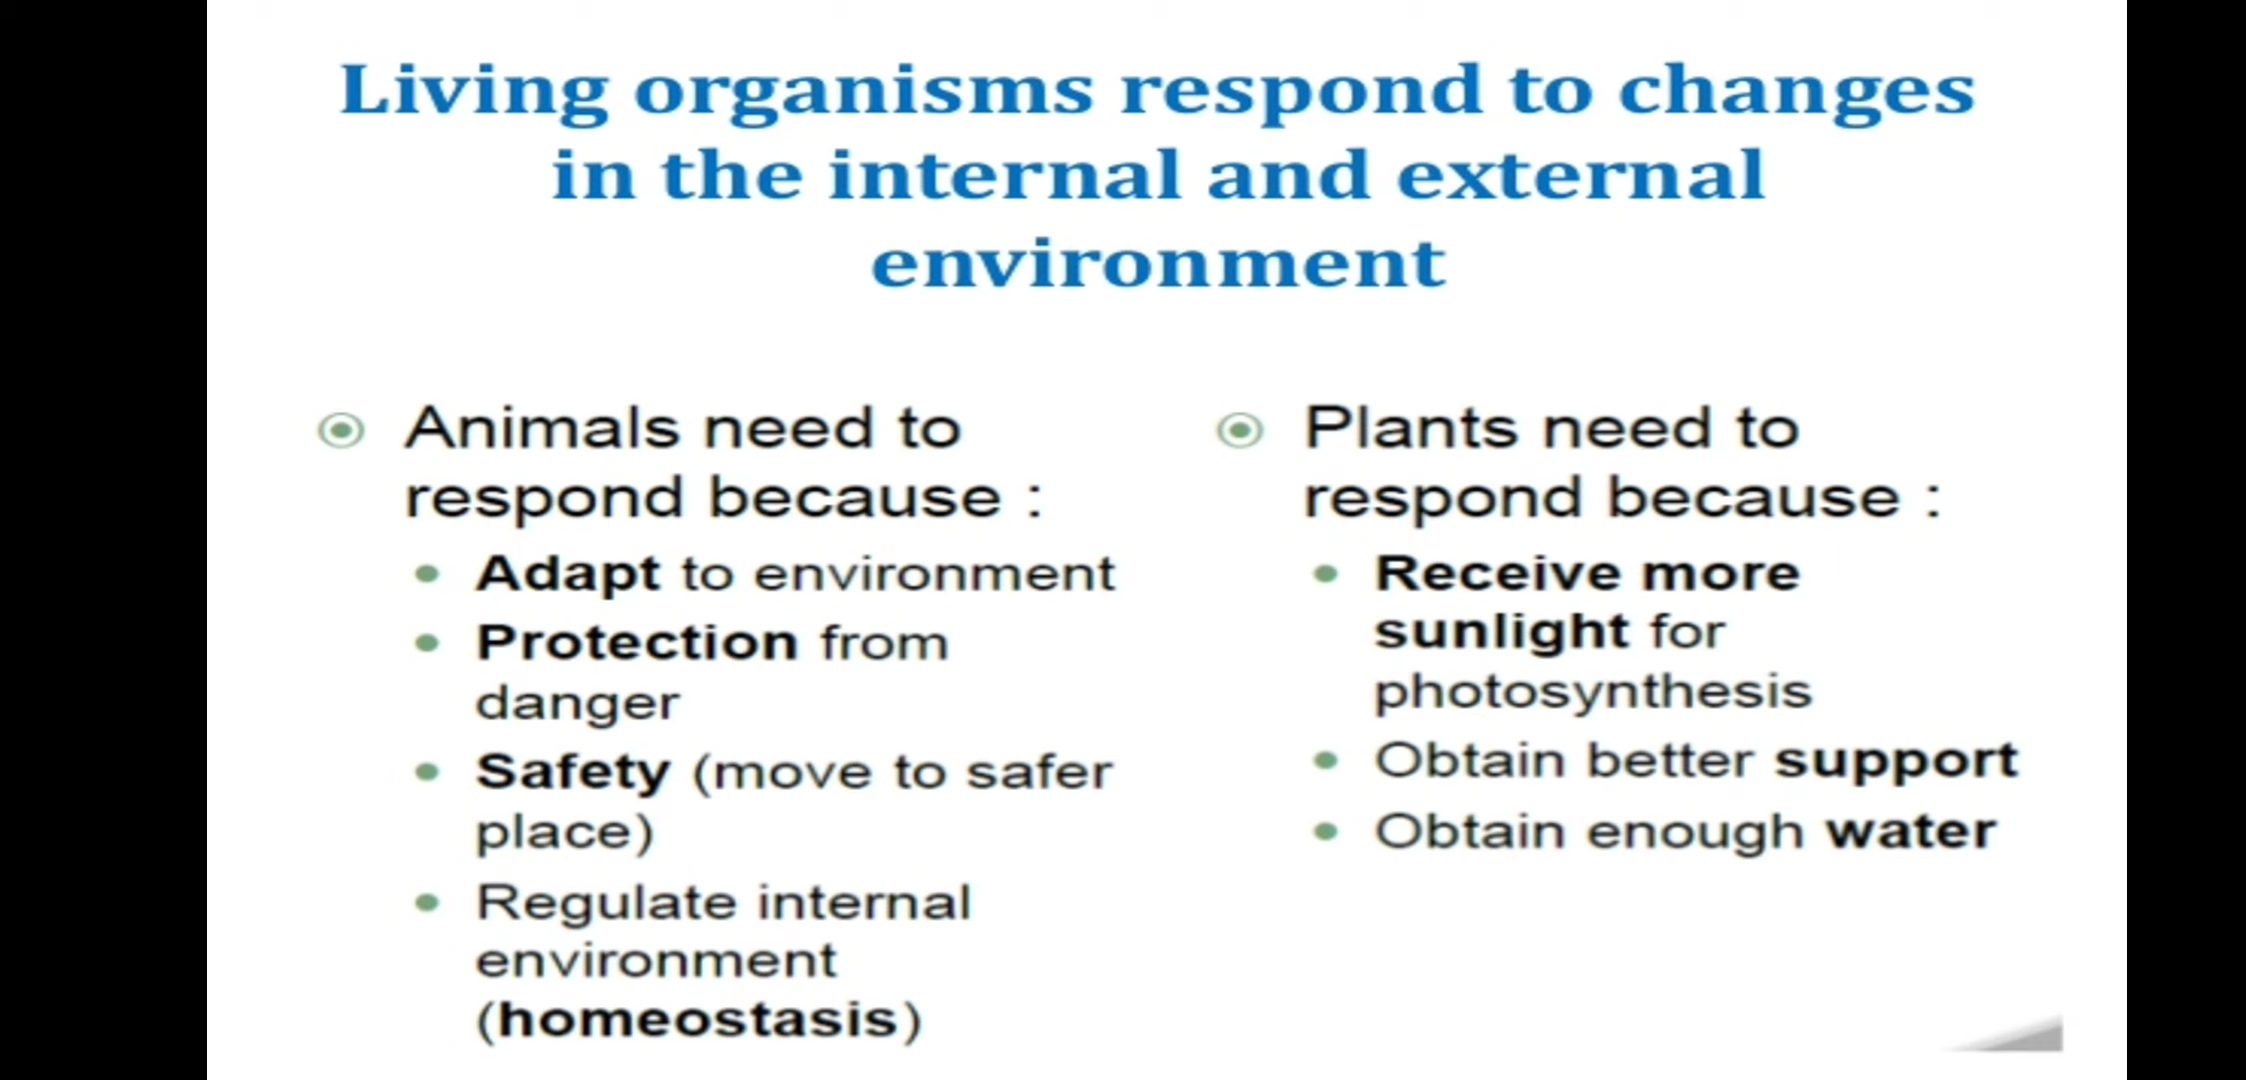 Living organisms respond to changes
in the internal and external
environment
Animals need to
respond because :
Adapt to environment
Protection from
danger
Safety (move to safer
place)
Regulate internal
environment
(homeostasis)
Plants need to
respond because :
Receive more
sunlight for
photosynthesis
Obtain better support
Obtain enough water